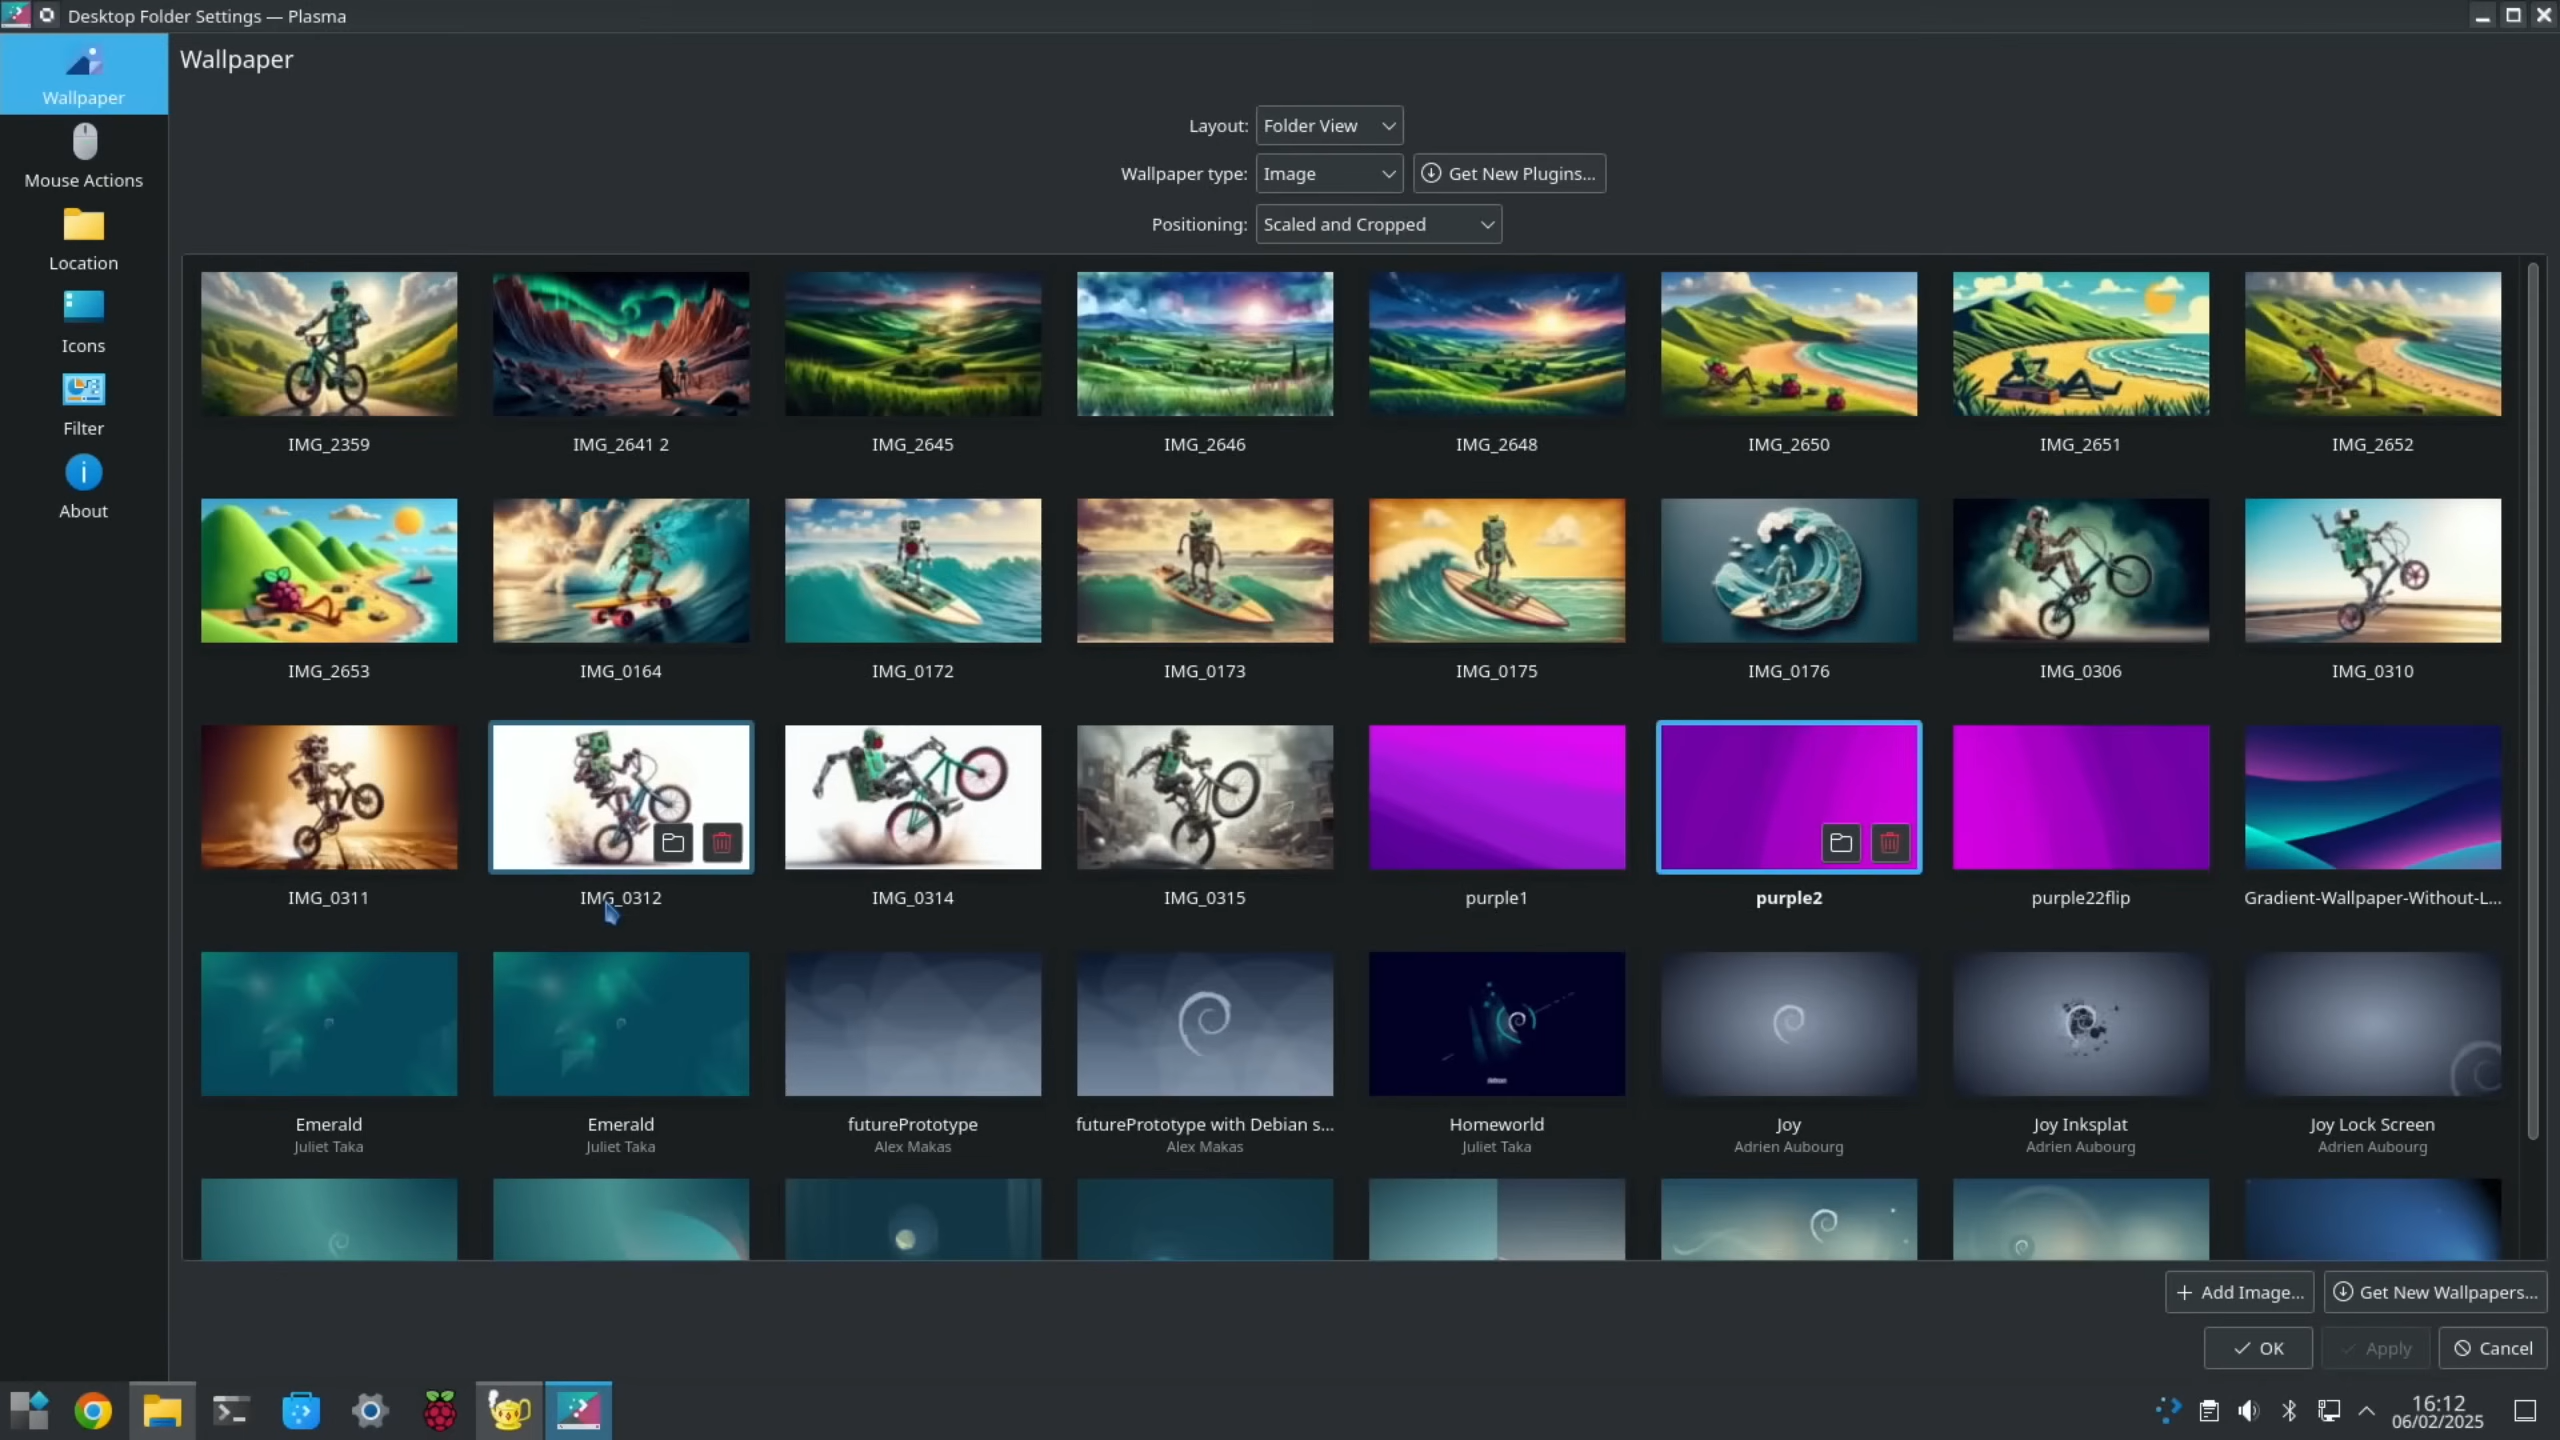 Desktop Folder Settings — Plasma
Wallpaper
Mouse Actions
Location
Icons
Filter
About
Wallpaper
Layout: Folder View
Wallpaper type: Image Get New Plugins...
Positioning: Scaled and Cropped
IMG_2359 IMG_2641 2 IMG_2645 IMG_2646 IMG_2648 IMG_2650 IMG_2651 IMG_2652
IMG_2653 IMG_0164 IMG_0172 IMG_0173 IMG_0175 IMG_0176 IMG_0306 IMG_0310
IMG_0311 IMG_0312 IMG_0314 IMG_0315 purple1 purple2 purple22flip Gradient-Wallpaper-Without-L...
Emerald Emerald futurePrototype futurePrototype with Debian s... Homeworld Joy Joy Inksplat Joy Lock Screen
Juliet Taka Juliet Taka Alex Makas Alex Makas Juliet Taka Adrien Aubourg Adrien Aubourg Adrien Aubourg
Add Image... Get New Wallpapers...
OK Apply Cancel
16:12
06/02/2025